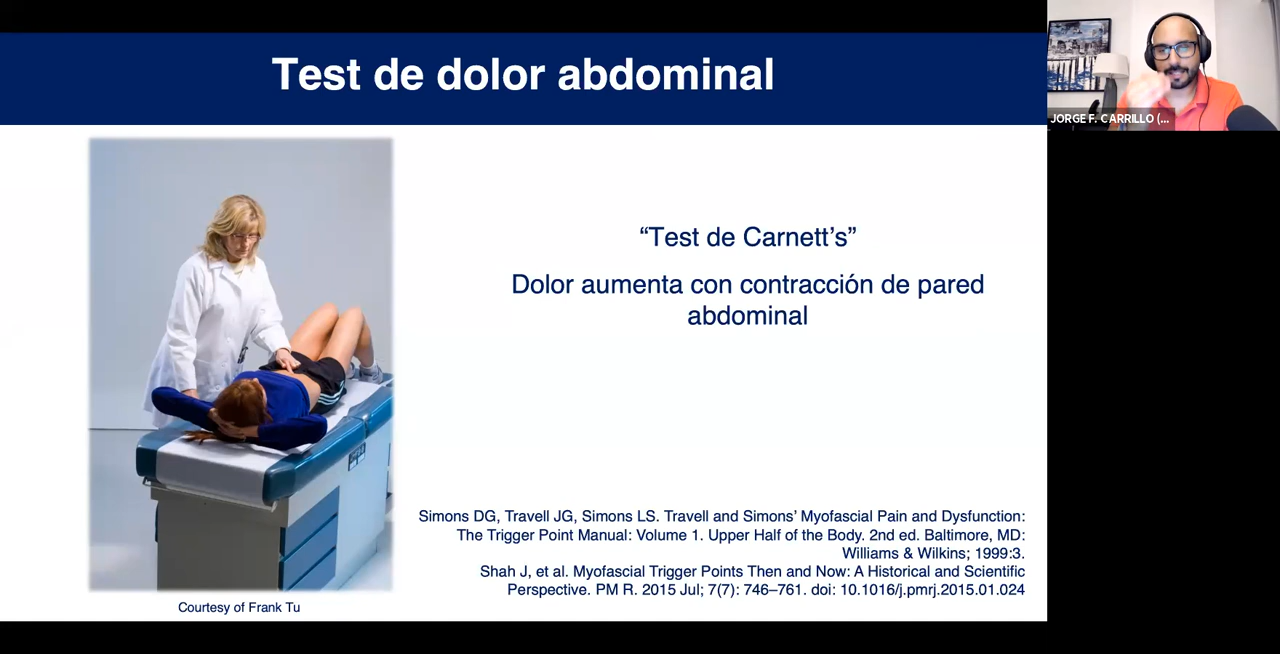 Test de dolor abdominal
JORGE F. CARRILLO (...
“Test de Carnett’s”
Dolor aumenta con contracción de pared
abdominal
Simons DG, Travell JG, Simons LS. Travell and Simons’ Myofascial Pain and Dysfunction:
The Trigger Point Manual: Volume 1. Upper Half of the Body. 2nd ed. Baltimore, MD:
Williams & Wilkins; 1999:3.
Shah J, et al. Myofascial Trigger Points Then and Now: A Historical and Scientific
Perspective. PM R. 2015 Jul; 7(7): 746–761. doi: 10.1016/j.pmrj.2015.01.024
Courtesy of Frank Tu